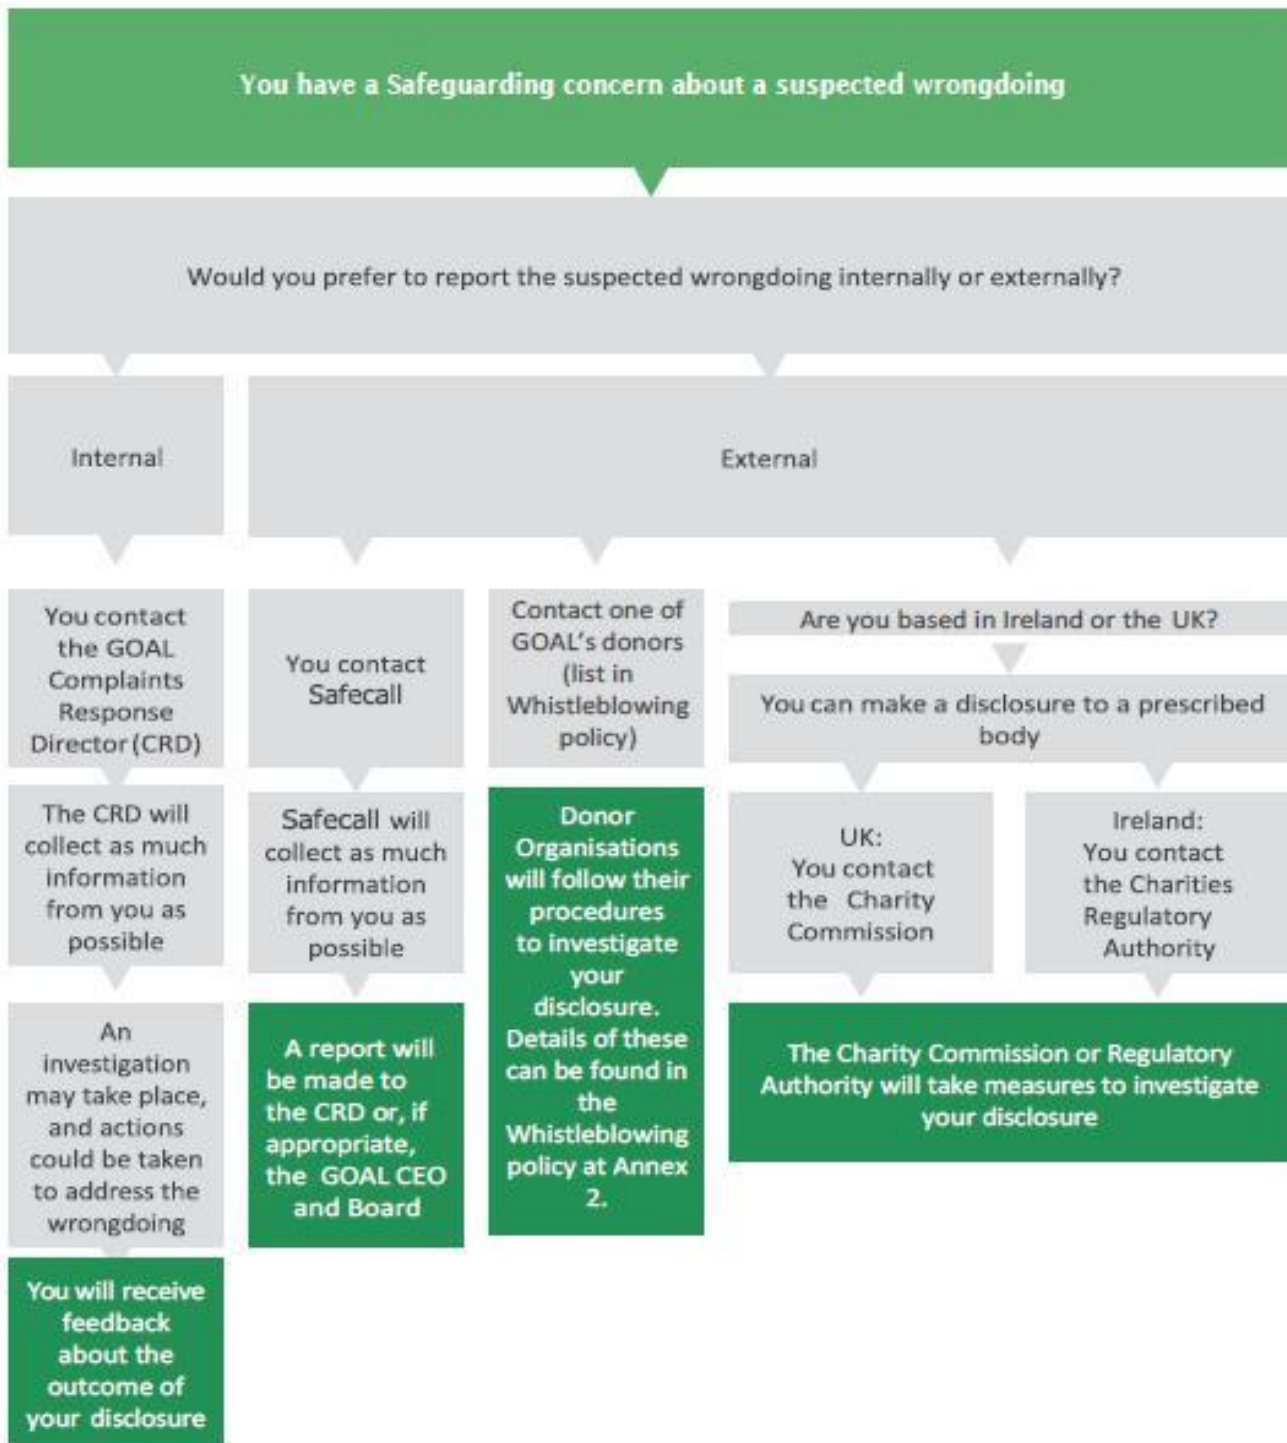 You have a Safeguarding concern about a suspected wrongdoing
Would you prefer to report the suspected wrongdoing internally or externally?
Internal
External
You contact
the GOAL
Complaints
Response
Director (CRD)
The CRD will
collect as much
information
from you as
possible
An
investigation
may take place,
and actions
could be taken
to address the
wrongdoing
You will receive
feedback
about the
outcome of
your disclosure
You contact
Safecall
Safecall will
collect as much
information
from you as
possible
A report will
be made to
the CRD or, if
appropriate,
the GOAL CEO
and Board
Contact one of
GOAL's donors
(list in
Whistleblowing
policy)
Donor
Organisations
will follow their
procedures
to investigate
your
disclosure.
Details of these
can be found in
the
Whistleblowing
policy at Annex
2.
Are you based in Ireland or the UK?
You can make a disclosure to a prescribed
body
UK:
You contact
the Charity
Commission
Ireland:
You contact
the Charities
Regulatory
Authority
The Charity Commission or Regulatory
Authority will take measures to investigate
your disclosure